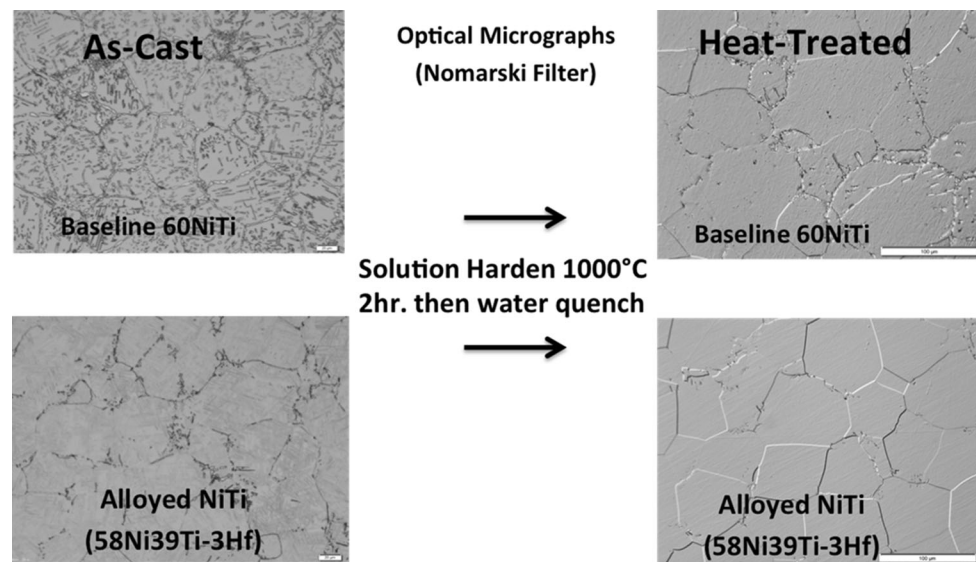 As-Cast
Optical Micrographs
(Nomarski Filter)
Heat-Treated
Baseline 60NiTi
Baseline 60NiTi
100 µm
Solution Harden 1000°C
2hr. then water quench
Alloyed NiTi
(58Ni39Ti-3Hf)
Alloyed NiTi
(58Ni39Ti-3Hf)
100 µm